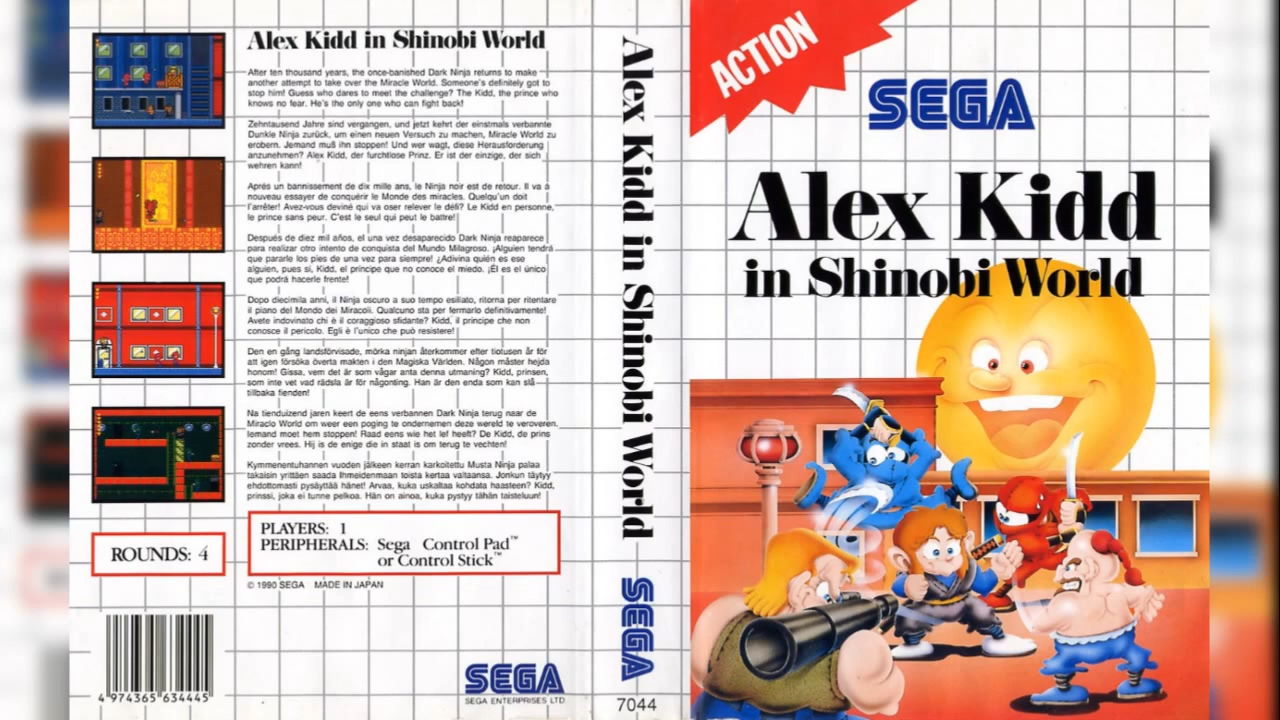 Alex Kidd in Shinobi World
After ten thousand years, the once-banished Dark Ninja returns to make
another attempt to take over the Miracle World. Someone's definitely got to
stop him! Guess who dares to meet the challenge? The Kidd, the prince who
knows no fear. He's the only one who can fight back!
Zehntausend Jahre sind vergangen, und jetzt kehrt der einstmals verbannte
Dunkle Ninja zurück, um einen neuen Versuch zu machen, Miracle World zu
erobern. Jemand muß ihn stoppen! Und wer wagt, diese Herausforderung
anzunehmen? Alex Kidd, der furchtlose Prinz. Er ist der einzige, der sich
wehren kann!
Après un bannissement de dix mille ans, le Ninja noir est de retour. Il va à
nouveau essayer de conquérir le Monde des miracles. Quelqu'un doit
l'arrêter! Avez-vous deviné qui va oser relever le défi? Le Kidd en personne,
le prince sans peur. C'est le seul qui peut le battre!
Después de diez mil años, el una vez desaparecido Dark Ninja reaparece
para realizar otro intento de conquista del Mundo Milagroso. ¡Alguien tendrá
que pararle los pies de una vez para siempre! ¿Adivina quién es ese
alguien, pues sí, Kidd, el príncipe que no conoce el miedo. ¡Él es el único
que podrá hacerle frente!
Dopo diecimila anni, il Ninja oscuro a suo tempo esiliato, ritorna per ritentare
il piano del Mondo dei Miracoli. Qualcuno sta per fermarlo definitivamente!
Avete indovinato chi è il coraggioso sfidante? Kidd, il principe che non
conosce il pericolo. Egli è l'unico che può resistere!
Den en gång landsförvisade, mörka ninjan återkommer efter tiotusen år för
att igen försöka överta makten i den Magiska Världen. Någon måster hejda
honom! Gissa, vem det är som vågar anta denna utmaning? Kidd, prinsen,
som inte vet vad rädsla är för någonting. Han är den enda som kan slå
tillbaka fienden!
Na tienduizend jaren keert de eens verbannen Dark Ninja terug naar de
Miraclo World om weer een poging te ondernemen deze wereld te veroveren.
Iemand moet hem stoppen! Raad eens wie het lef heeft? De Kidd, de prins
zonder vrees. Hij is de enige die in staat is om terug te vechten!
Kymmenentuhannen vuoden jälkeen kerran karkoitettu Musta Ninja palaa
takaisin yrittäen saada Ihmeidenmaan toista kertaa valtaansa. Jonkun täytyy
ehdottomasti pysäyttää hänet! Arvaa, kuka uskaltaa kohdata haasteen? Kidd,
prinssi, joka ei tunne pelkoa. Hän on ainoa, kuka pystyy tähän taisteluun!
ROUNDS: 4
PLAYERS: 1
PERIPHERALS: Sega Control Pad™
or Control Stick™
© 1990 SEGA MADE IN JAPAN
4 974365 634445
SEGA
SEGA ENTERPRISES LTD
Alex Kidd in Shinobi World
SEGA
7044
ACTION
SEGA
Alex Kidd
in Shinobi World